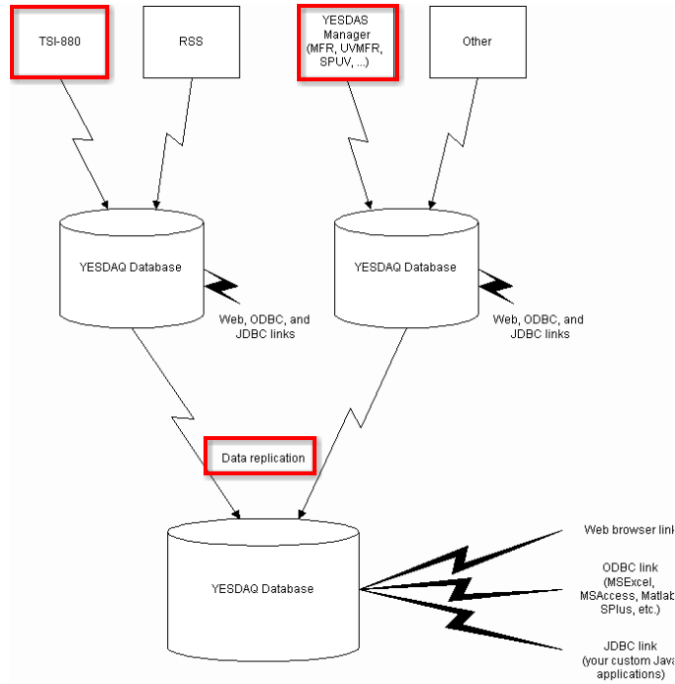 TSI-880
RSS
YESDAS
Manager
(MFR, UVMFR,
SPUV, ...)
Other
YESDAQ Database
YESDAQ Database
Web, ODBC, and
JDBC links
Web, ODBC, and
JDBC links
Data replication
YESDAQ Database
Web browser link
ODBC link
(MSExcel,
MSAccess, Matlab
SPlus, etc.)
JDBC link
(your custom Java
applications)